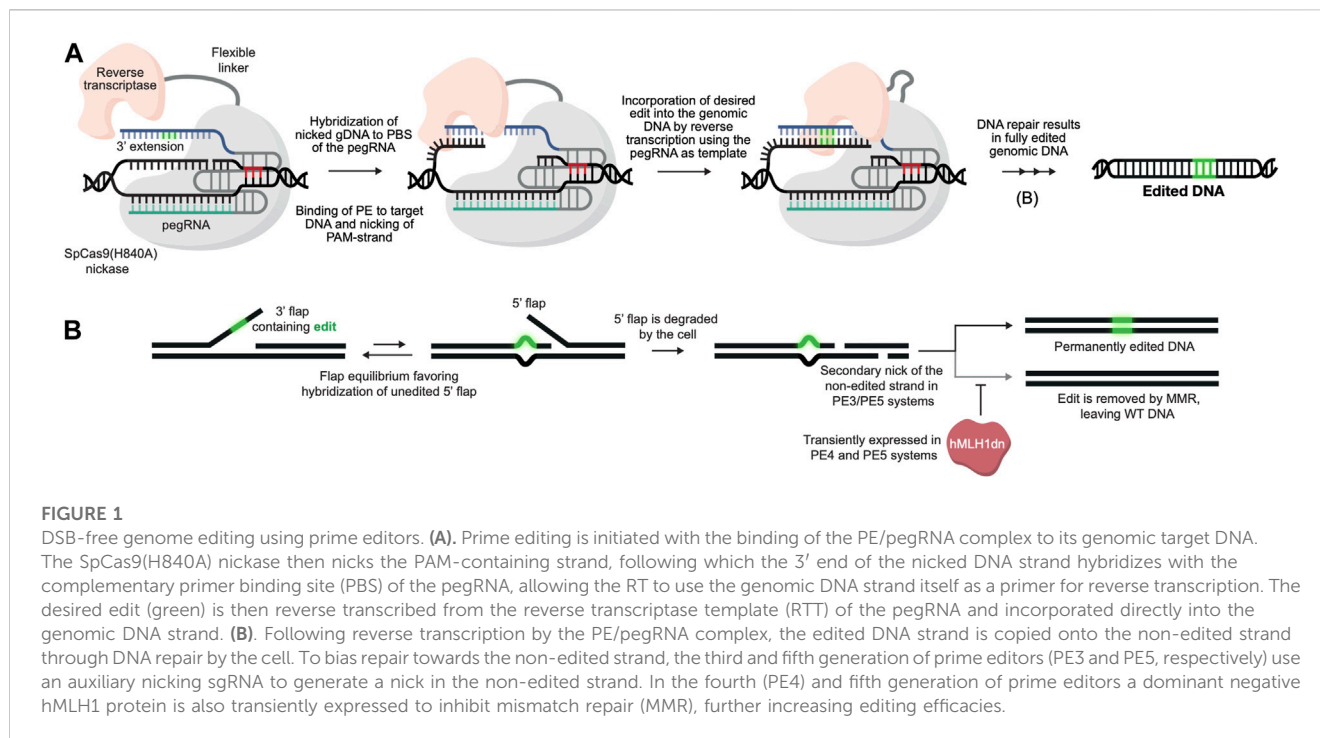 A
Reverse
transcriptase
Flexible
linker
3' extension
pegRNA
SpCas9(H840A)
nickase
Hybridization of
nicked gDNA to PBS
of the pegRNA
Binding of PE to target
DNA and nicking of
PAM-strand
Incorporation of desired
edit into the genomic
DNA by reverse
transcription using the
pegRNA as template
DNA repair results
in fully edited
genomic DNA
(B)
Edited DNA
B
3' flap
containing edit
Flap equilibrium favoring
hybridization of unedited 5' flap
5' flap
5' flap is degraded
by the cell
Secondary nick of the
non-edited strand in
PE3/PE5 systems
Transiently expressed in
PE4 and PE5 systems
hMLH1dn
Permanently edited DNA
Edit is removed by MMR,
leaving WT DNA
FIGURE 1
DSB-free genome editing using prime editors. (A). Prime editing is initiated with the binding of the PE/pegRNA complex to its genomic target DNA.
The SpCas9(H840A) nickase then nicks the PAM-containing strand, following which the 3′ end of the nicked DNA strand hybridizes with the
complementary primer binding site (PBS) of the pegRNA, allowing the RT to use the genomic DNA strand itself as a primer for reverse transcription. The
desired edit (green) is then reverse transcribed from the reverse transcriptase template (RTT) of the pegRNA and incorporated directly into the
genomic DNA strand. (B). Following reverse transcription by the PE/pegRNA complex, the edited DNA strand is copied onto the non-edited strand
through DNA repair by the cell. To bias repair towards the non-edited strand, the third and fifth generation of prime editors (PE3 and PE5, respectively) use
an auxiliary nicking sgRNA to generate a nick in the non-edited strand. In the fourth (PE4) and fifth generation of prime editors a dominant negative
hMLH1 protein is also transiently expressed to inhibit mismatch repair (MMR), further increasing editing efficacies.